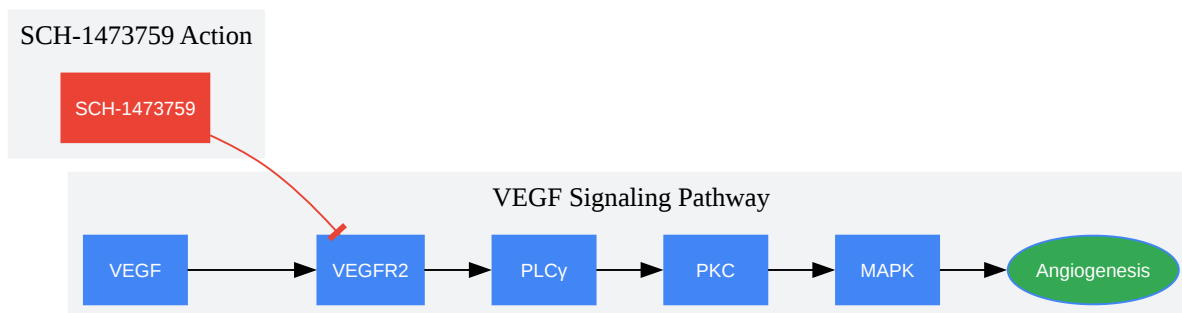 SCH-1473759 Action
SCH-1473759
VEGF Signaling Pathway
VEGF
VEGFR2
PLCγ
PKC
MAPK
Angiogenesis